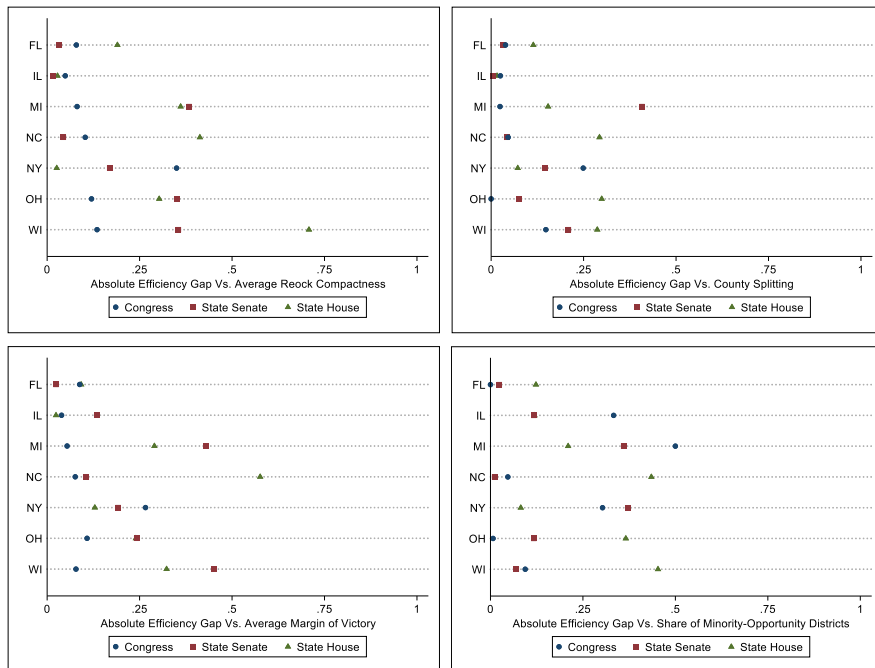 FL
IL
MI
NC
NY
OH
WI
0 .25 .5 .75 1
Absolute Efficiency Gap Vs. Average Reock Compactness
Congress State Senate State House
FL
IL
MI
NC
NY
OH
WI
0 .25 .5 .75 1
Absolute Efficiency Gap Vs. County Splitting
Congress State Senate State House
FL
IL
MI
NC
NY
OH
WI
0 .25 .5 .75 1
Absolute Efficiency Gap Vs. Average Margin of Victory
Congress State Senate State House
FL
IL
MI
NC
NY
OH
WI
0 .25 .5 .75 1
Absolute Efficiency Gap Vs. Share of Minority-Opportunity Districts
Congress State Senate State House